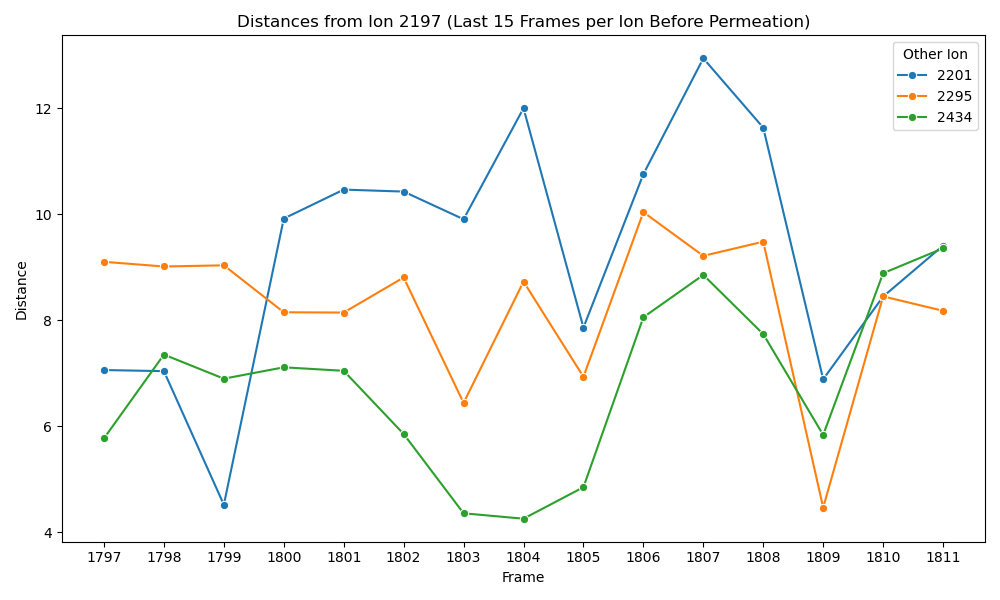 Distances from Ion 2197 (Last 15 Frames per Ion Before Permeation)
Other Ion
2201
2295
2434
Distance
12
10
8
6
4
1797 1798 1799 1800 1801 1802 1803 1804 1805 1806 1807 1808 1809 1810 1811
Frame